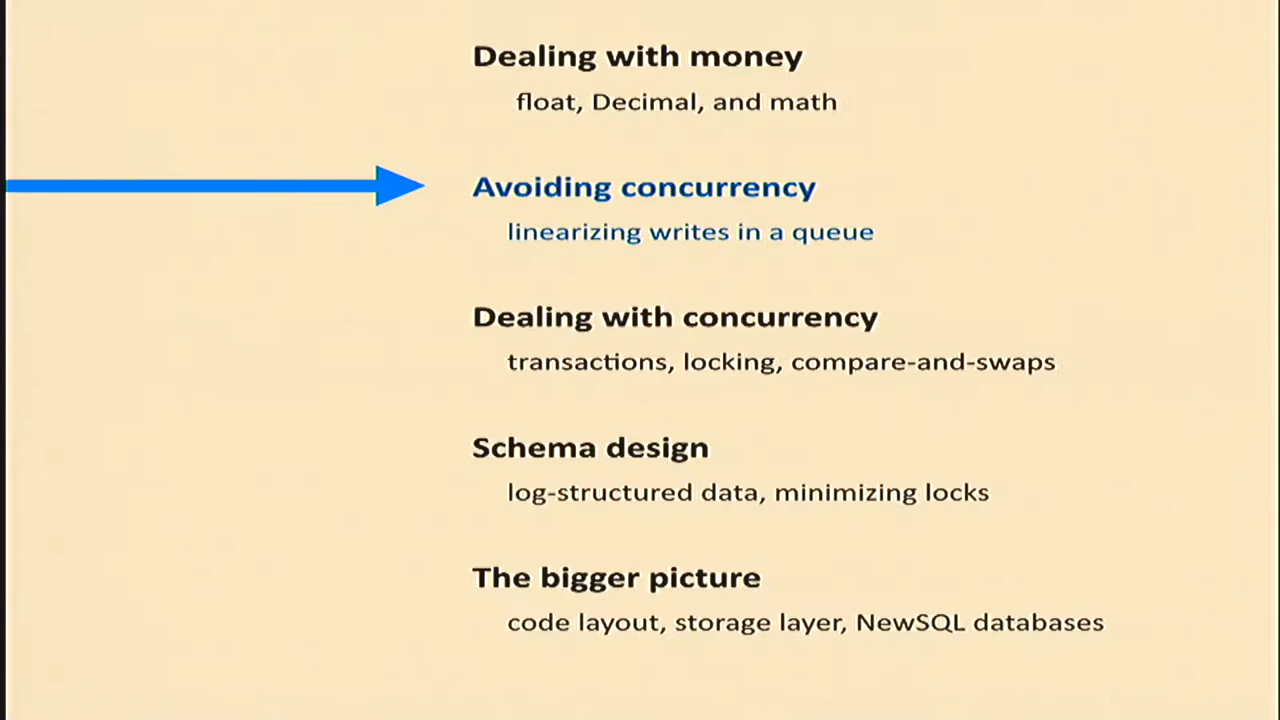 Dealing with money
float, Decimal, and math
Avoiding concurrency
linearizing writes in a queue
Dealing with concurrency
transactions, locking, compare-and-swaps
Schema design
log-structured data, minimizing locks
The bigger picture
code layout, storage layer, NewSQL databases